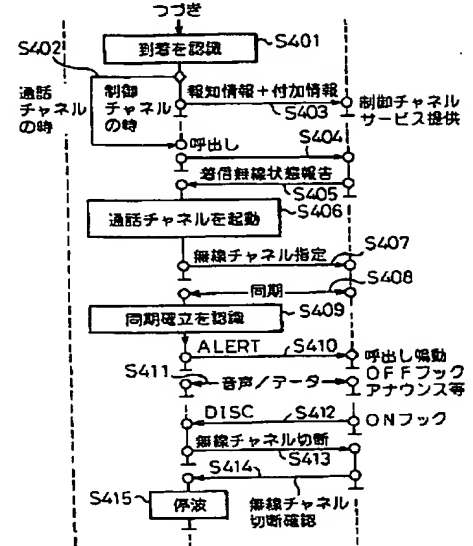 つづき
到着を認識
S401
S402
通話
チャネル
の時
制御
チャネル
の時
報知情報+付加情報
S403
制御チャネル
サービス提供
呼出し
S404
着信無線状態報告
S405
通話チャネルを起動
S406
無線チャネル指定
S407
同期
S408
同期確立を認識
S409
ALERT
S410
呼出し鳴動
S411
音声/データ
OFFフック
アナウンス等
DISC
S412
ONフック
無線チャネル切断
S413
S414
無線チャネル
切断確認
S415
停波